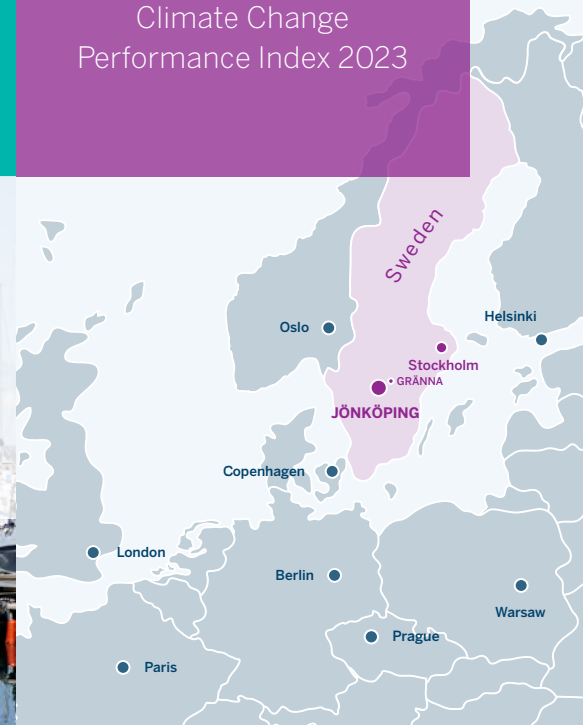 Climate Change
Performance Index 2023
Sweden
Helsinki
Oslo
Stockholm
GRÄNNA
JÖNKÖPING
Copenhagen
London
Berlin
Warsaw
Prague
Paris